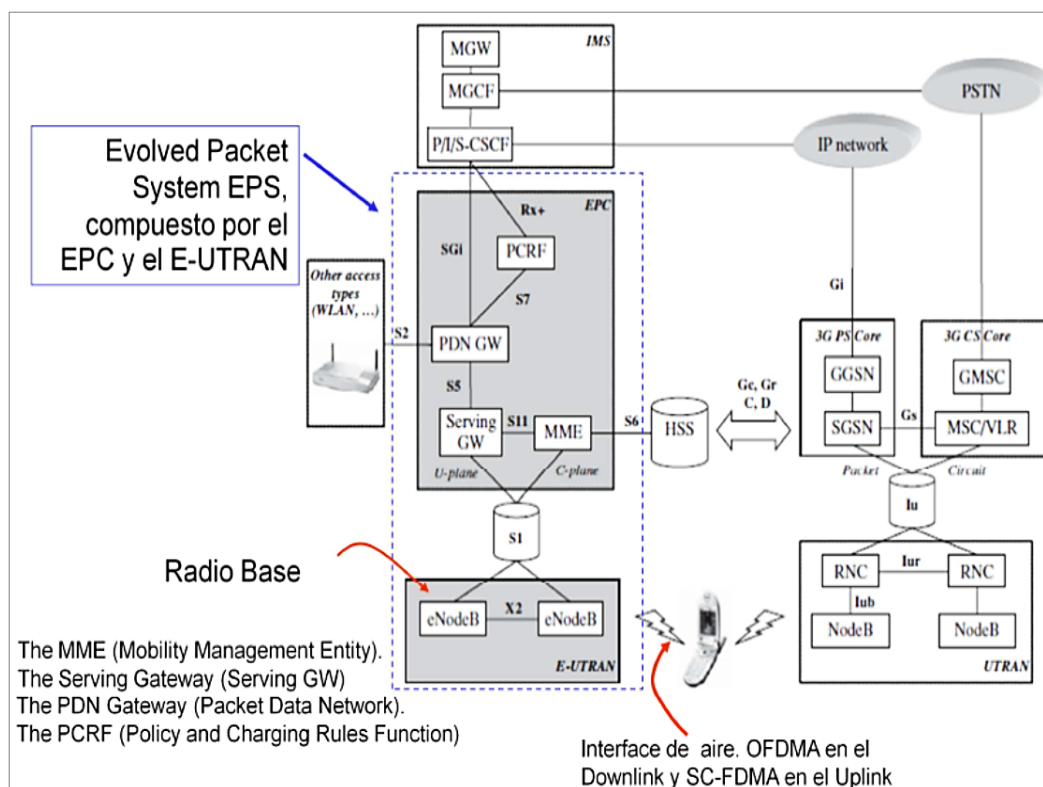 IMS
MGW
MGCF
P/I/S-CSCF
PSTN
IP network
Evolved Packet
System EPS,
compuesto por el
EPC y el E-UTRAN
EPC
Rx+
SGi
PCRF
S7
Other access
types
(WLAN, ...)
S2
PDN GW
S5
Serving
GW
S11
MME
S6
HSS
U-plane
C-plane
S1
Gc, Gr
C, D
Gi
3G PS Core
3G CS Core
GGSN
GMSC
SGSN
Gs
MSC/VLR
Packet
Circuit
Iu
RNC
Iur
RNC
Iub
NodeB
NodeB
UTRAN
Radio Base
eNodeB
X2
eNodeB
E-UTRAN
The MME (Mobility Management Entity).
The Serving Gateway (Serving GW)
The PDN Gateway (Packet Data Network).
The PCRF (Policy and Charging Rules Function)
Interface de aire. OFDMA en el
Downlink y SC-FDMA en el Uplink